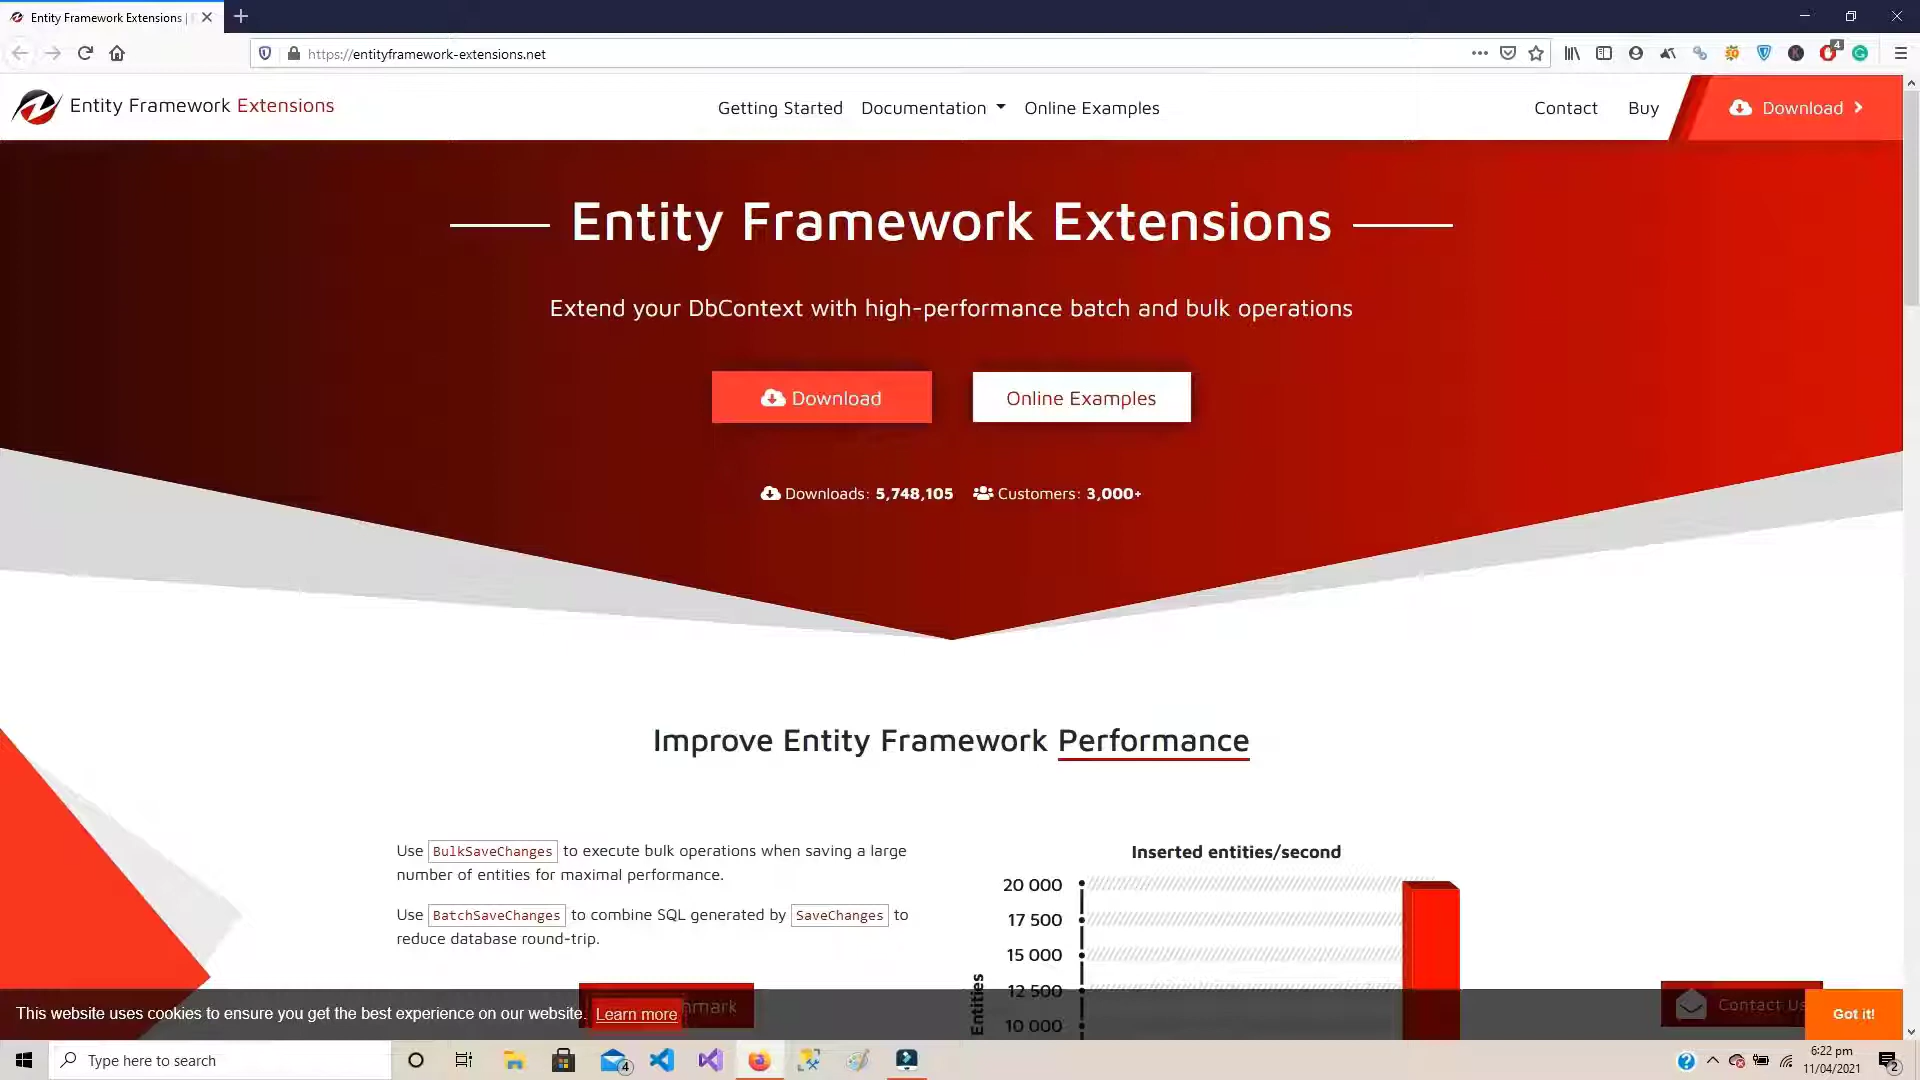 Entity Framework Extensions |
https://entityframework-extensions.net
4
Entity Framework Extensions
Getting Started
Documentation
Online Examples
Contact
Buy
Download
Entity Framework Extensions
Extend your DbContext with high-performance batch and bulk operations
Download
Online Examples
Downloads: 5,748,105
Customers: 3,000+
Improve Entity Framework Performance
Use BulkSaveChanges to execute bulk operations when saving a large
number of entities for maximal performance.
Use BatchSaveChanges to combine SQL generated by SaveChanges to
reduce database round-trip.
Inserted entities/second
20 000
17 500
15 000
12 500
10 000
Entities
This website uses cookies to ensure you get the best experience on our website. Learn more
Contact Us
Got it!
Type here to search
4
6:22 pm
11/04/2021
2